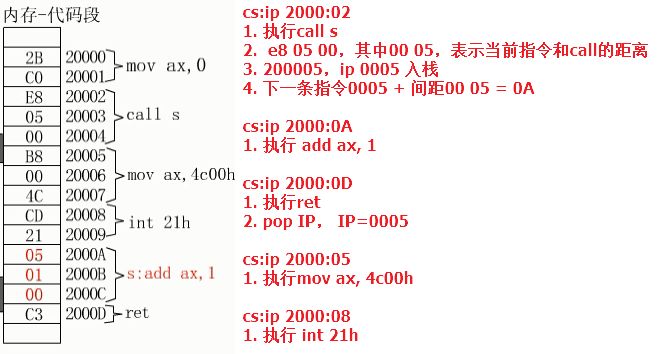 内存-代码段
2B 20000
C0 20001
mov ax,0
E8 20002
05 20003
00 20004
call s
B8 20005
00 20006
4C 20007
mov ax,4c00h
CD 20008
21 20009
int 21h
05 2000A
01 2000B
00 2000C
s:add ax,1
C3 2000D
ret
cs:ip 2000:02
1. 执行call s
2. e8 05 00，其中00 05，表示当前指令和call的距离
3. 200005，ip 0005 入栈
4. 下一条指令0005 + 间距00 05 = 0A
cs:ip 2000:0A
1. 执行 add ax, 1
cs:ip 2000:0D
1. 执行ret
2. pop IP， IP=0005
cs:ip 2000:05
1. 执行mov ax, 4c00h
cs:ip 2000:08
1. 执行 int 21h